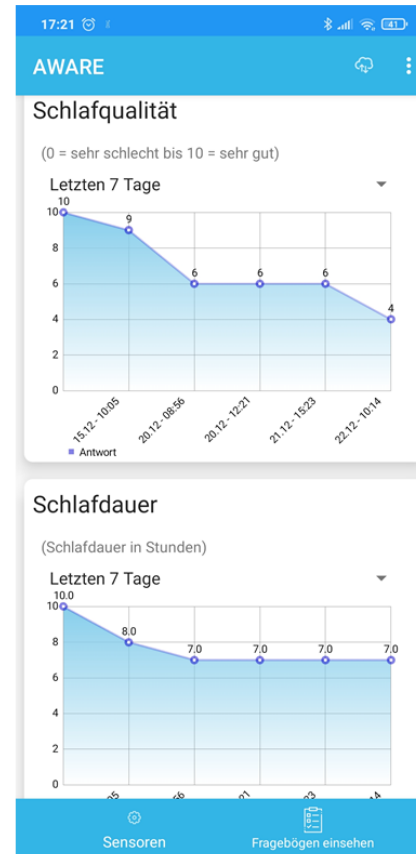 17:21
41
AWARE
Schlafqualität
(0 = sehr schlecht bis 10 = sehr gut)
Letzten 7 Tage
10
10
9
8
6
6
6
6
4
4
2
0
15.12 - 10:05
20.12 - 08:56
20.12 - 12:21
21.12 - 15:23
22.12 - 10:14
Antwort
Schlafdauer
(Schlafdauer in Stunden)
Letzten 7 Tage
10.0
10
8.0
8
7.0
7.0
7.0
7.0
6
4
2
0
Sensoren
Fragebögen einsehen